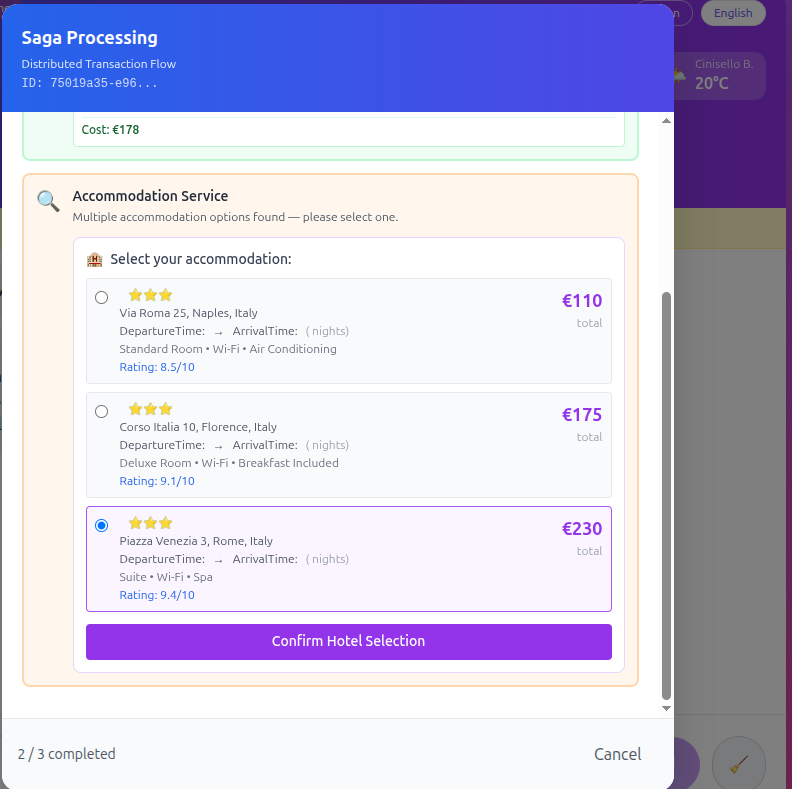 Saga Processing
English
Distributed Transaction Flow
ID: 75019a35-e96...
Cinisello B.
20°C
Cost: €178
Accommodation Service
Multiple accommodation options found — please select one.
Select your accommodation:
€110
Via Roma 25, Naples, Italy
total
DepartureTime: → ArrivalTime: ( nights)
Standard Room • Wi-Fi • Air Conditioning
Rating: 8.5/10
€175
Corso Italia 10, Florence, Italy
total
DepartureTime: → ArrivalTime: ( nights)
Deluxe Room • Wi-Fi • Breakfast Included
Rating: 9.1/10
€230
Piazza Venezia 3, Rome, Italy
total
DepartureTime: → ArrivalTime: ( nights)
Suite • Wi-Fi • Spa
Rating: 9.4/10
Confirm Hotel Selection
2 / 3 completed
Cancel